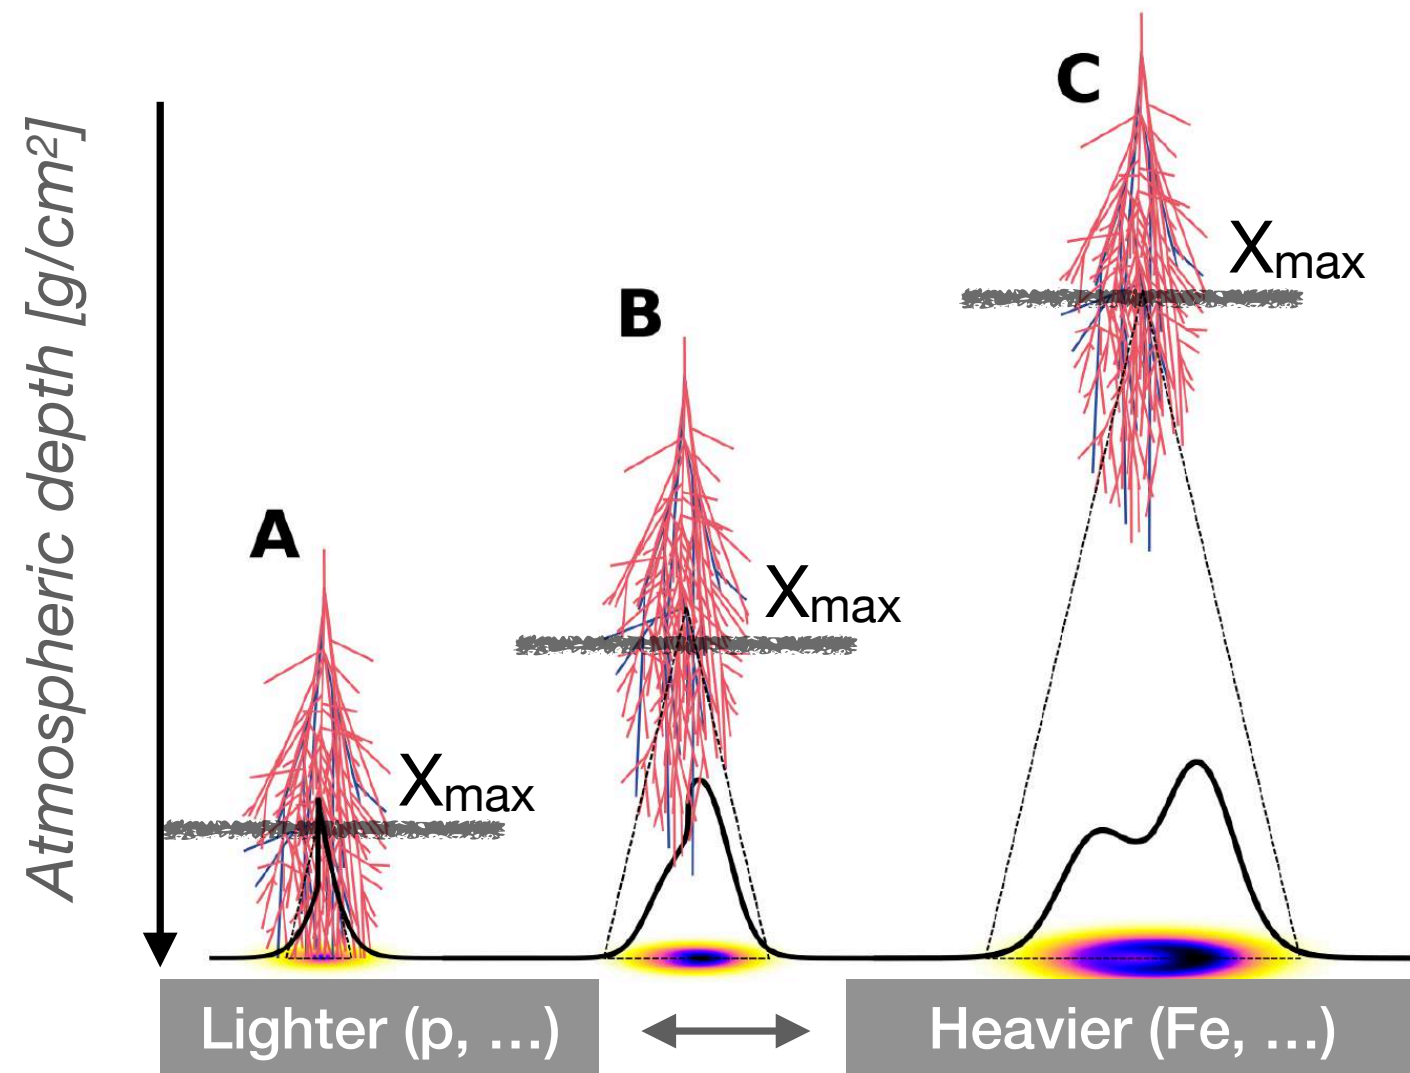 Atmospheric depth [g/cm²]
C
Xmax
B
Xmax
A
Xmax
Lighter (p, …)
Heavier (Fe, …)